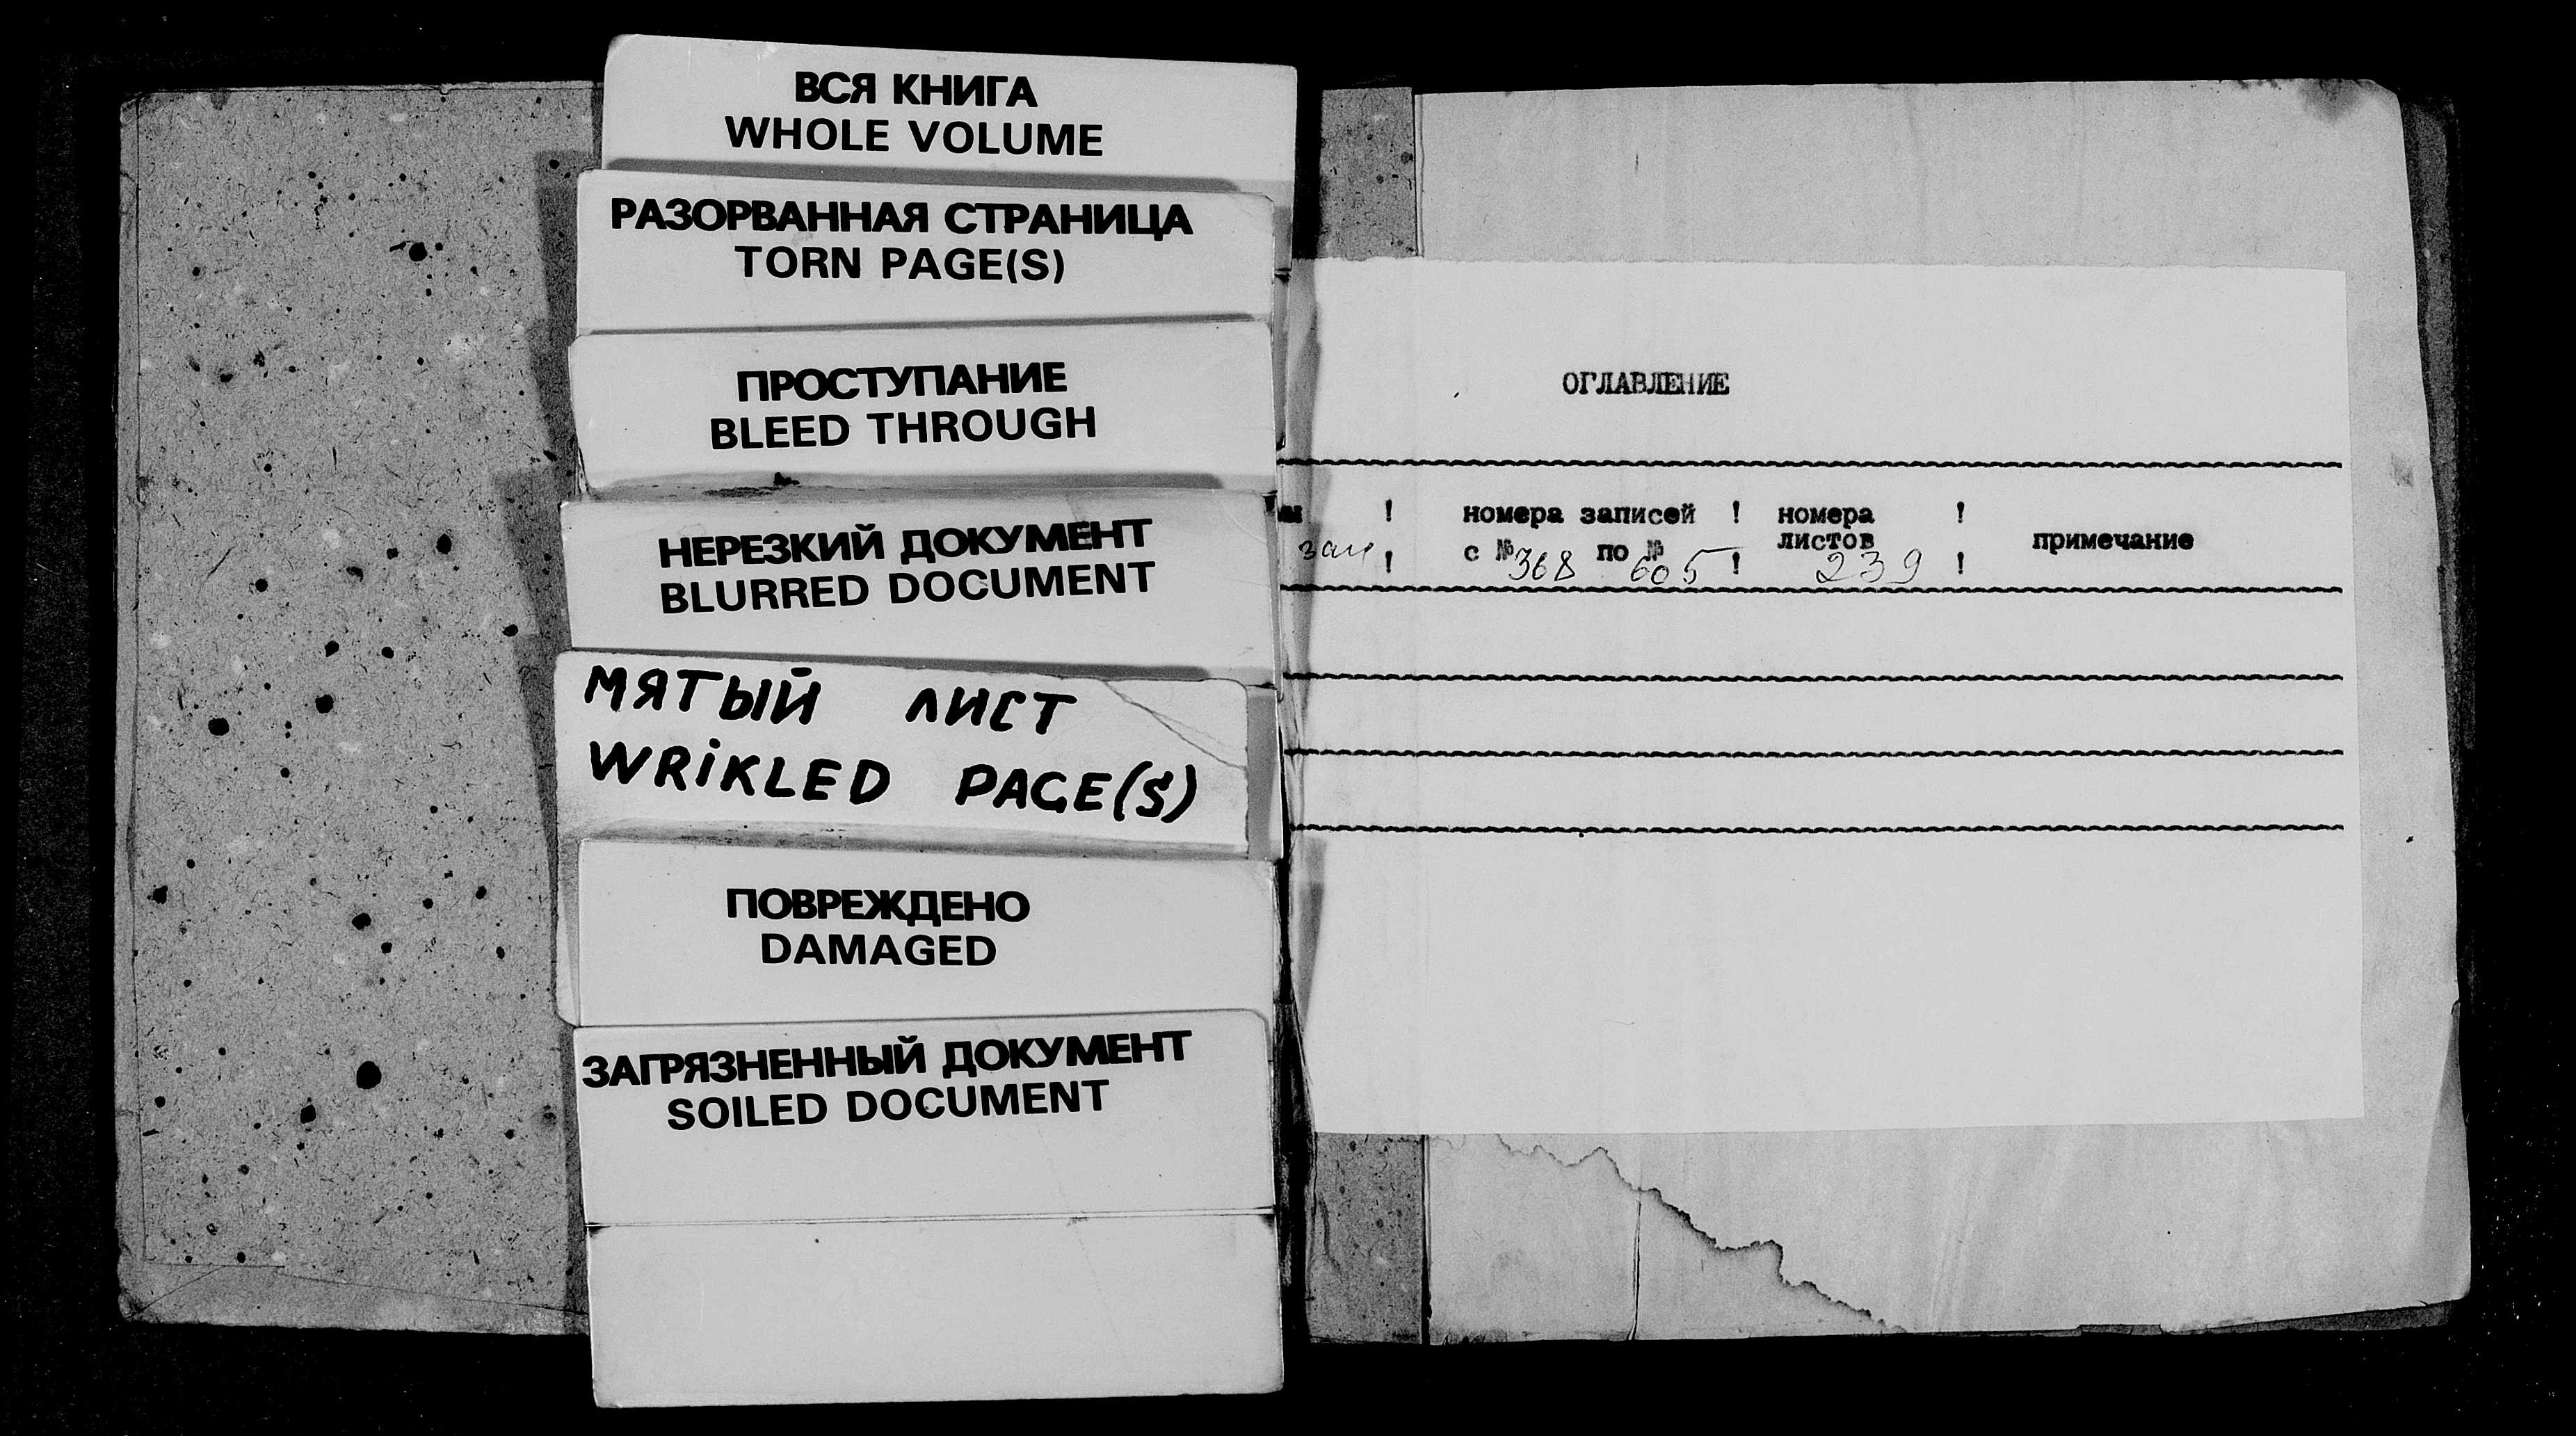 ВСЯ КНИГА
WHOLE VOLUME
РАЗОРВАННАЯ СТРАНИЦА
TORN PAGE(S)
ПРОСТУПАНИЕ
BLEED THROUGH
НЕРЕЗКИЙ ДОКУМЕНТ
BLURRED DOCUMENT
МЯТЫЙ ЛИСТ
WRIKLED PAGE(S)
ПОВРЕЖДЕНО
DAMAGED
ЗАГРЯЗНЕННЫЙ ДОКУМЕНТ
SOILED DOCUMENT
ОГЛАВЛЕНИЕ
! номера записей ! номера !
листов примечание
! с № 368 по № 605 ! 239 !